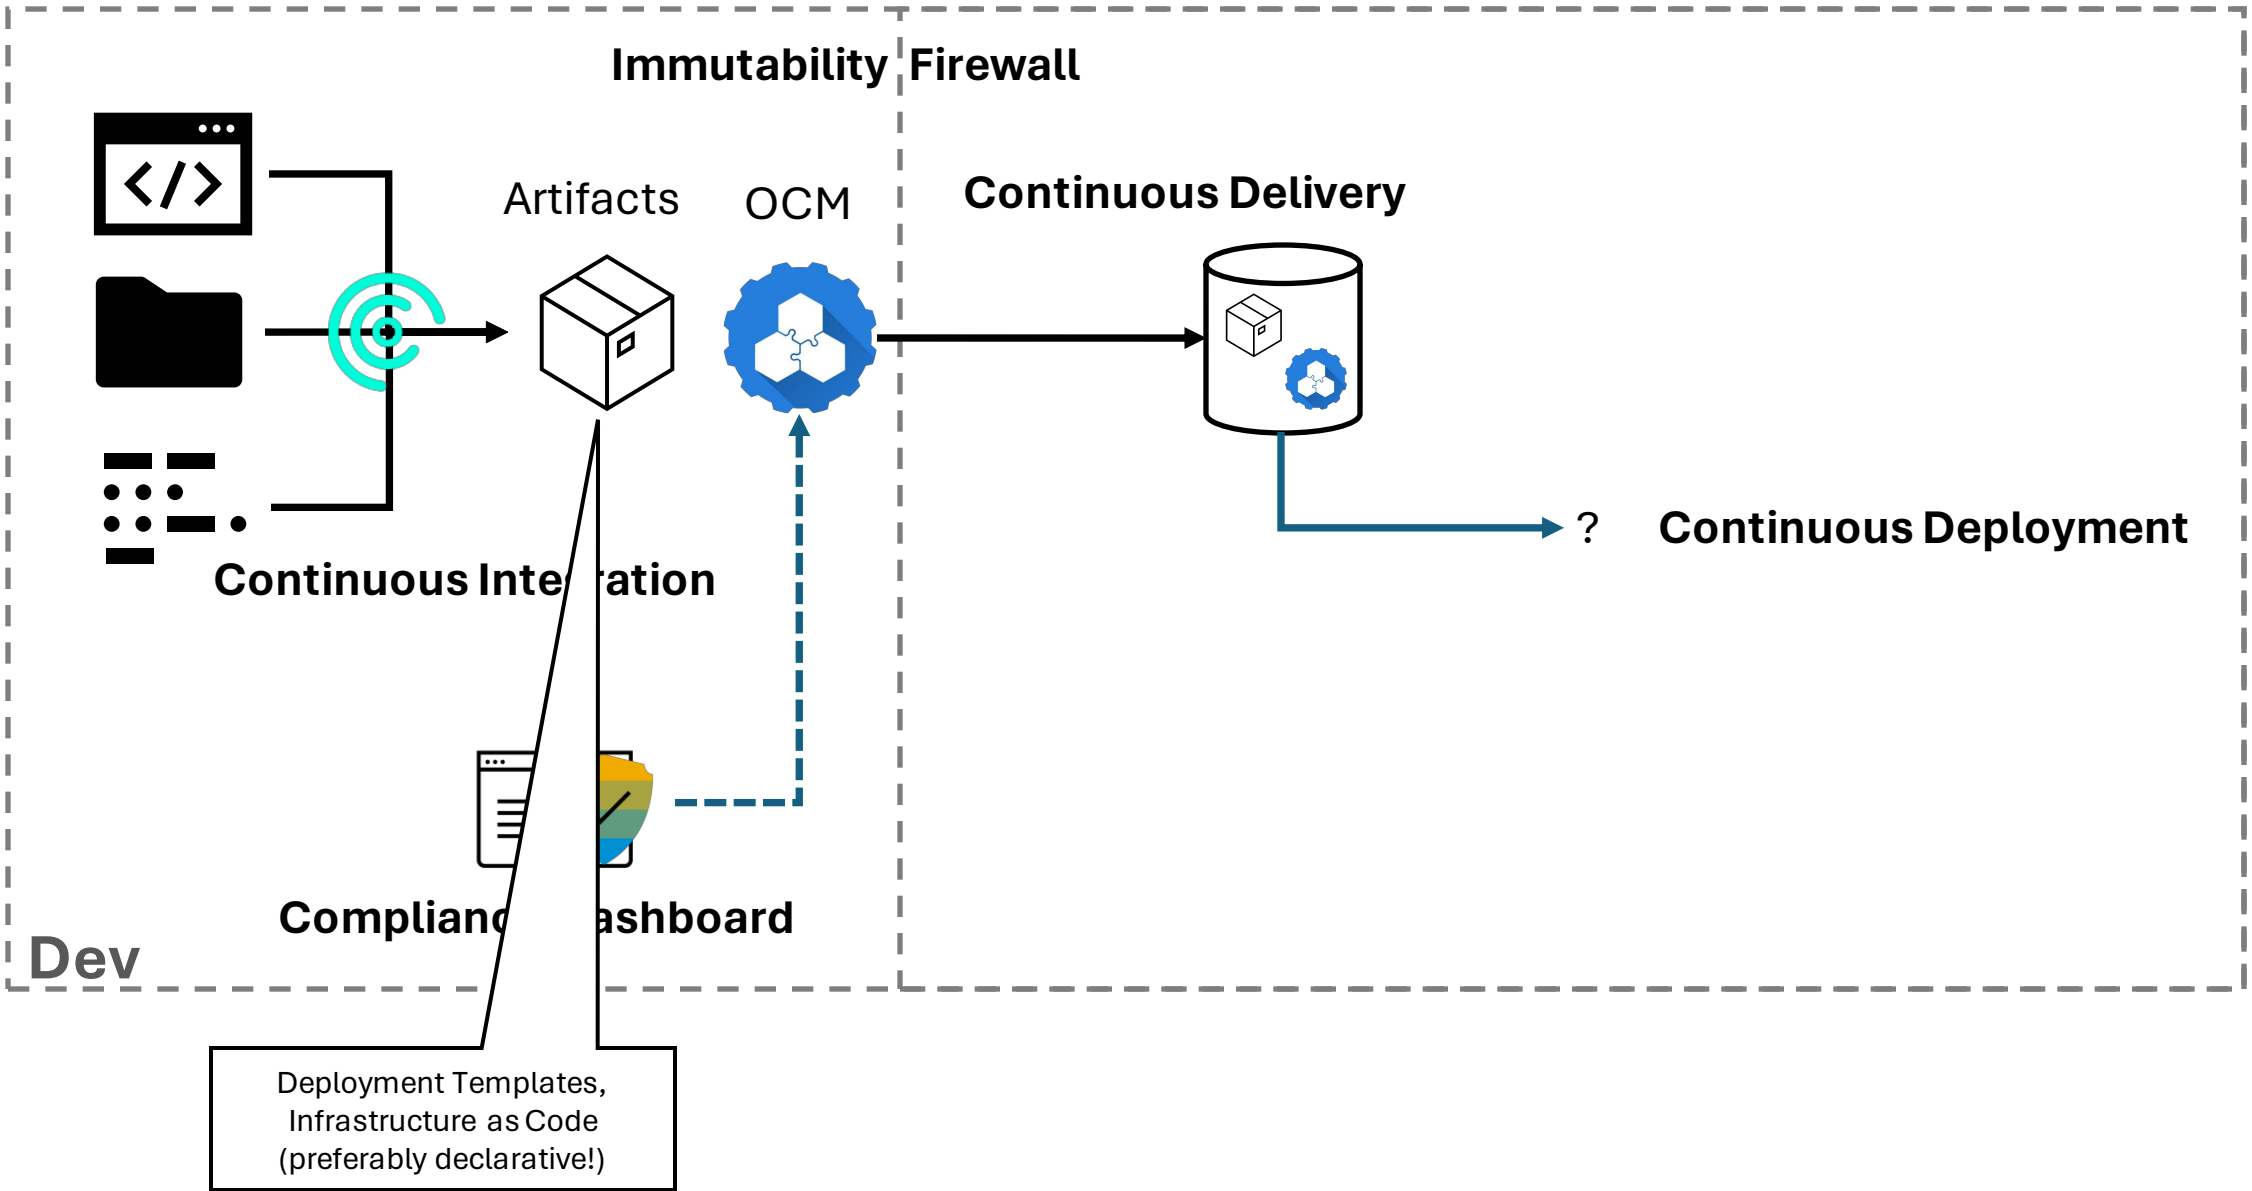 Immutability Firewall
Artifacts
OCM
Continuous Delivery
?
Continuous Deployment
Continuous Inte ration
Complianc ashboard
Dev
Deployment Templates,
Infrastructure as Code
(preferably declarative!)